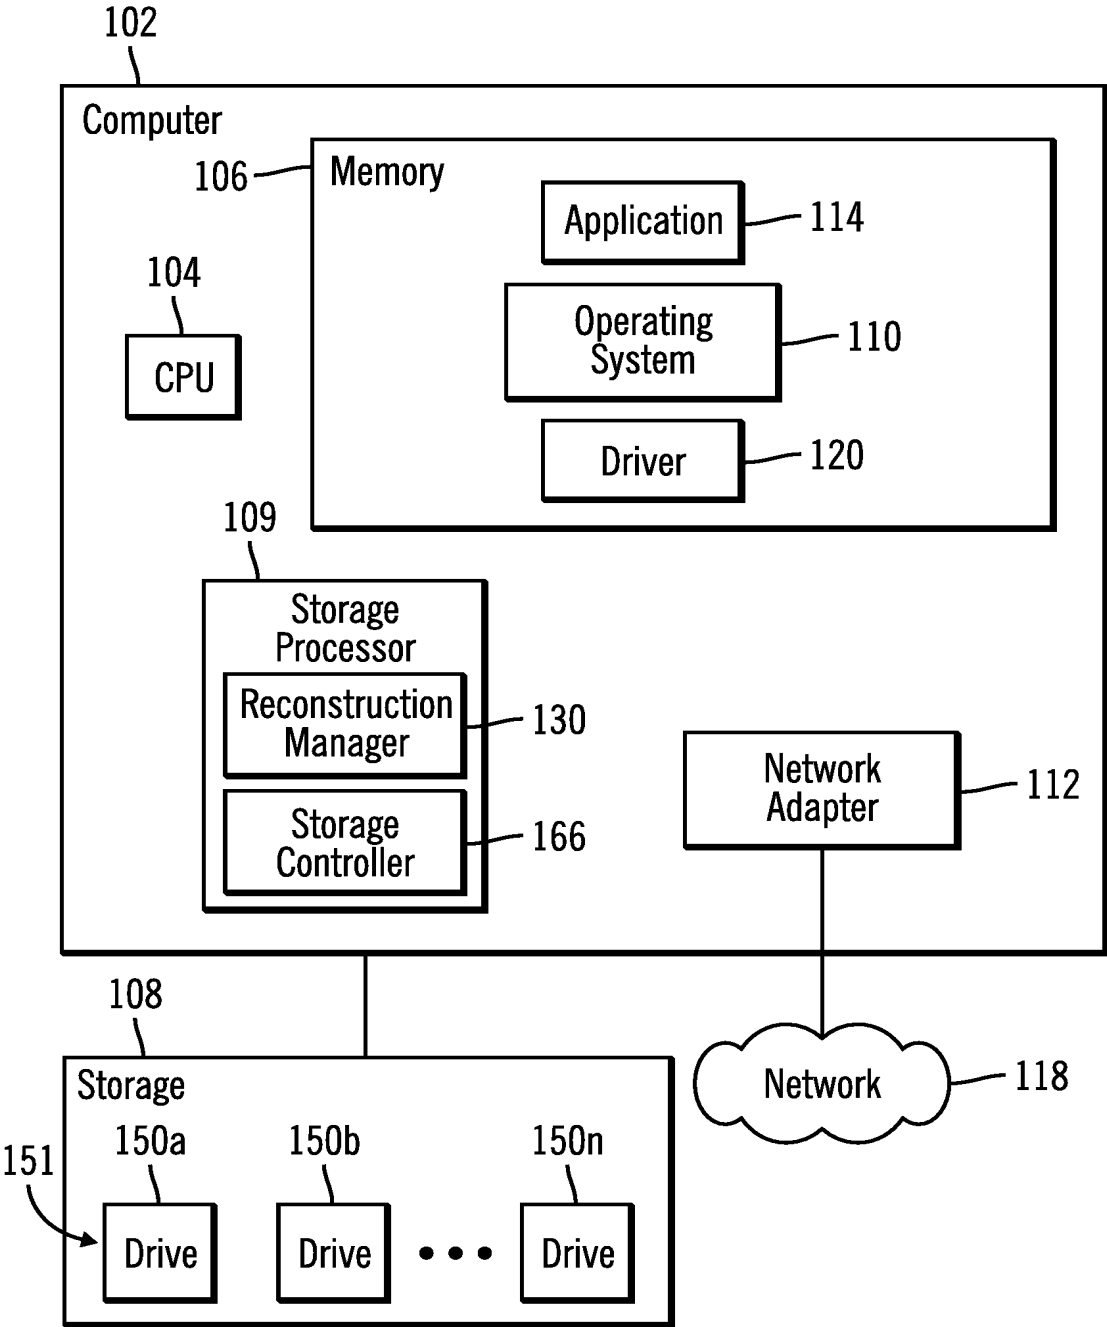 102
Computer
106
Memory
Application
114
104
CPU
Operating
System
110
Driver
120
109
Storage
Processor
Reconstruction
Manager
130
Storage
Controller
166
Network
Adapter
112
108
Storage
Network
118
151
150a
150b
150n
Drive
Drive
Drive